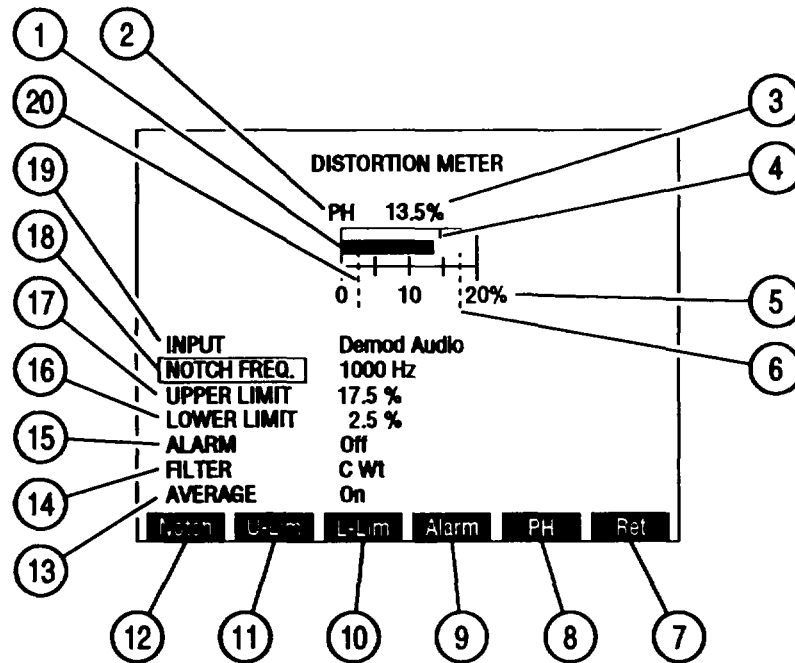 1 2
20 3
4
DISTORTION METER
19 PH 13.5%
18
17 0 10 20% 5
INPUT Demod Audio
16 NOTCH FREQ. 1000 Hz 6
UPPER LIMIT 17.5 %
LOWER LIMIT 2.5 %
15 ALARM Off
14 FILTER C Wt
AVERAGE On
Notch U-Lim L-Lim Alarm PH Ret
13
12 11 10 9 8 7